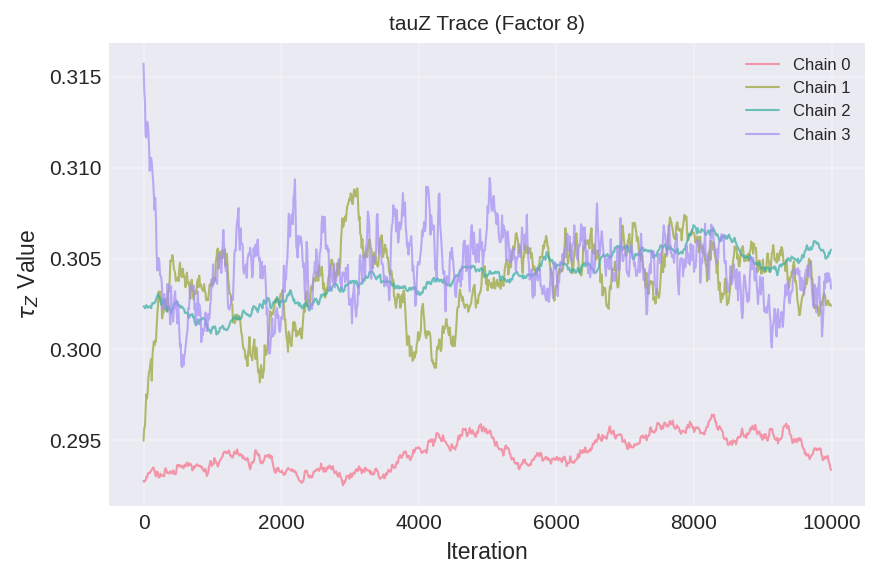 tauZ Trace (Factor 8)
τZ Value
0.315
0.310
0.305
0.300
0.295
Chain 0
Chain 1
Chain 2
Chain 3
0 2000 4000 6000 8000 10000
Iteration